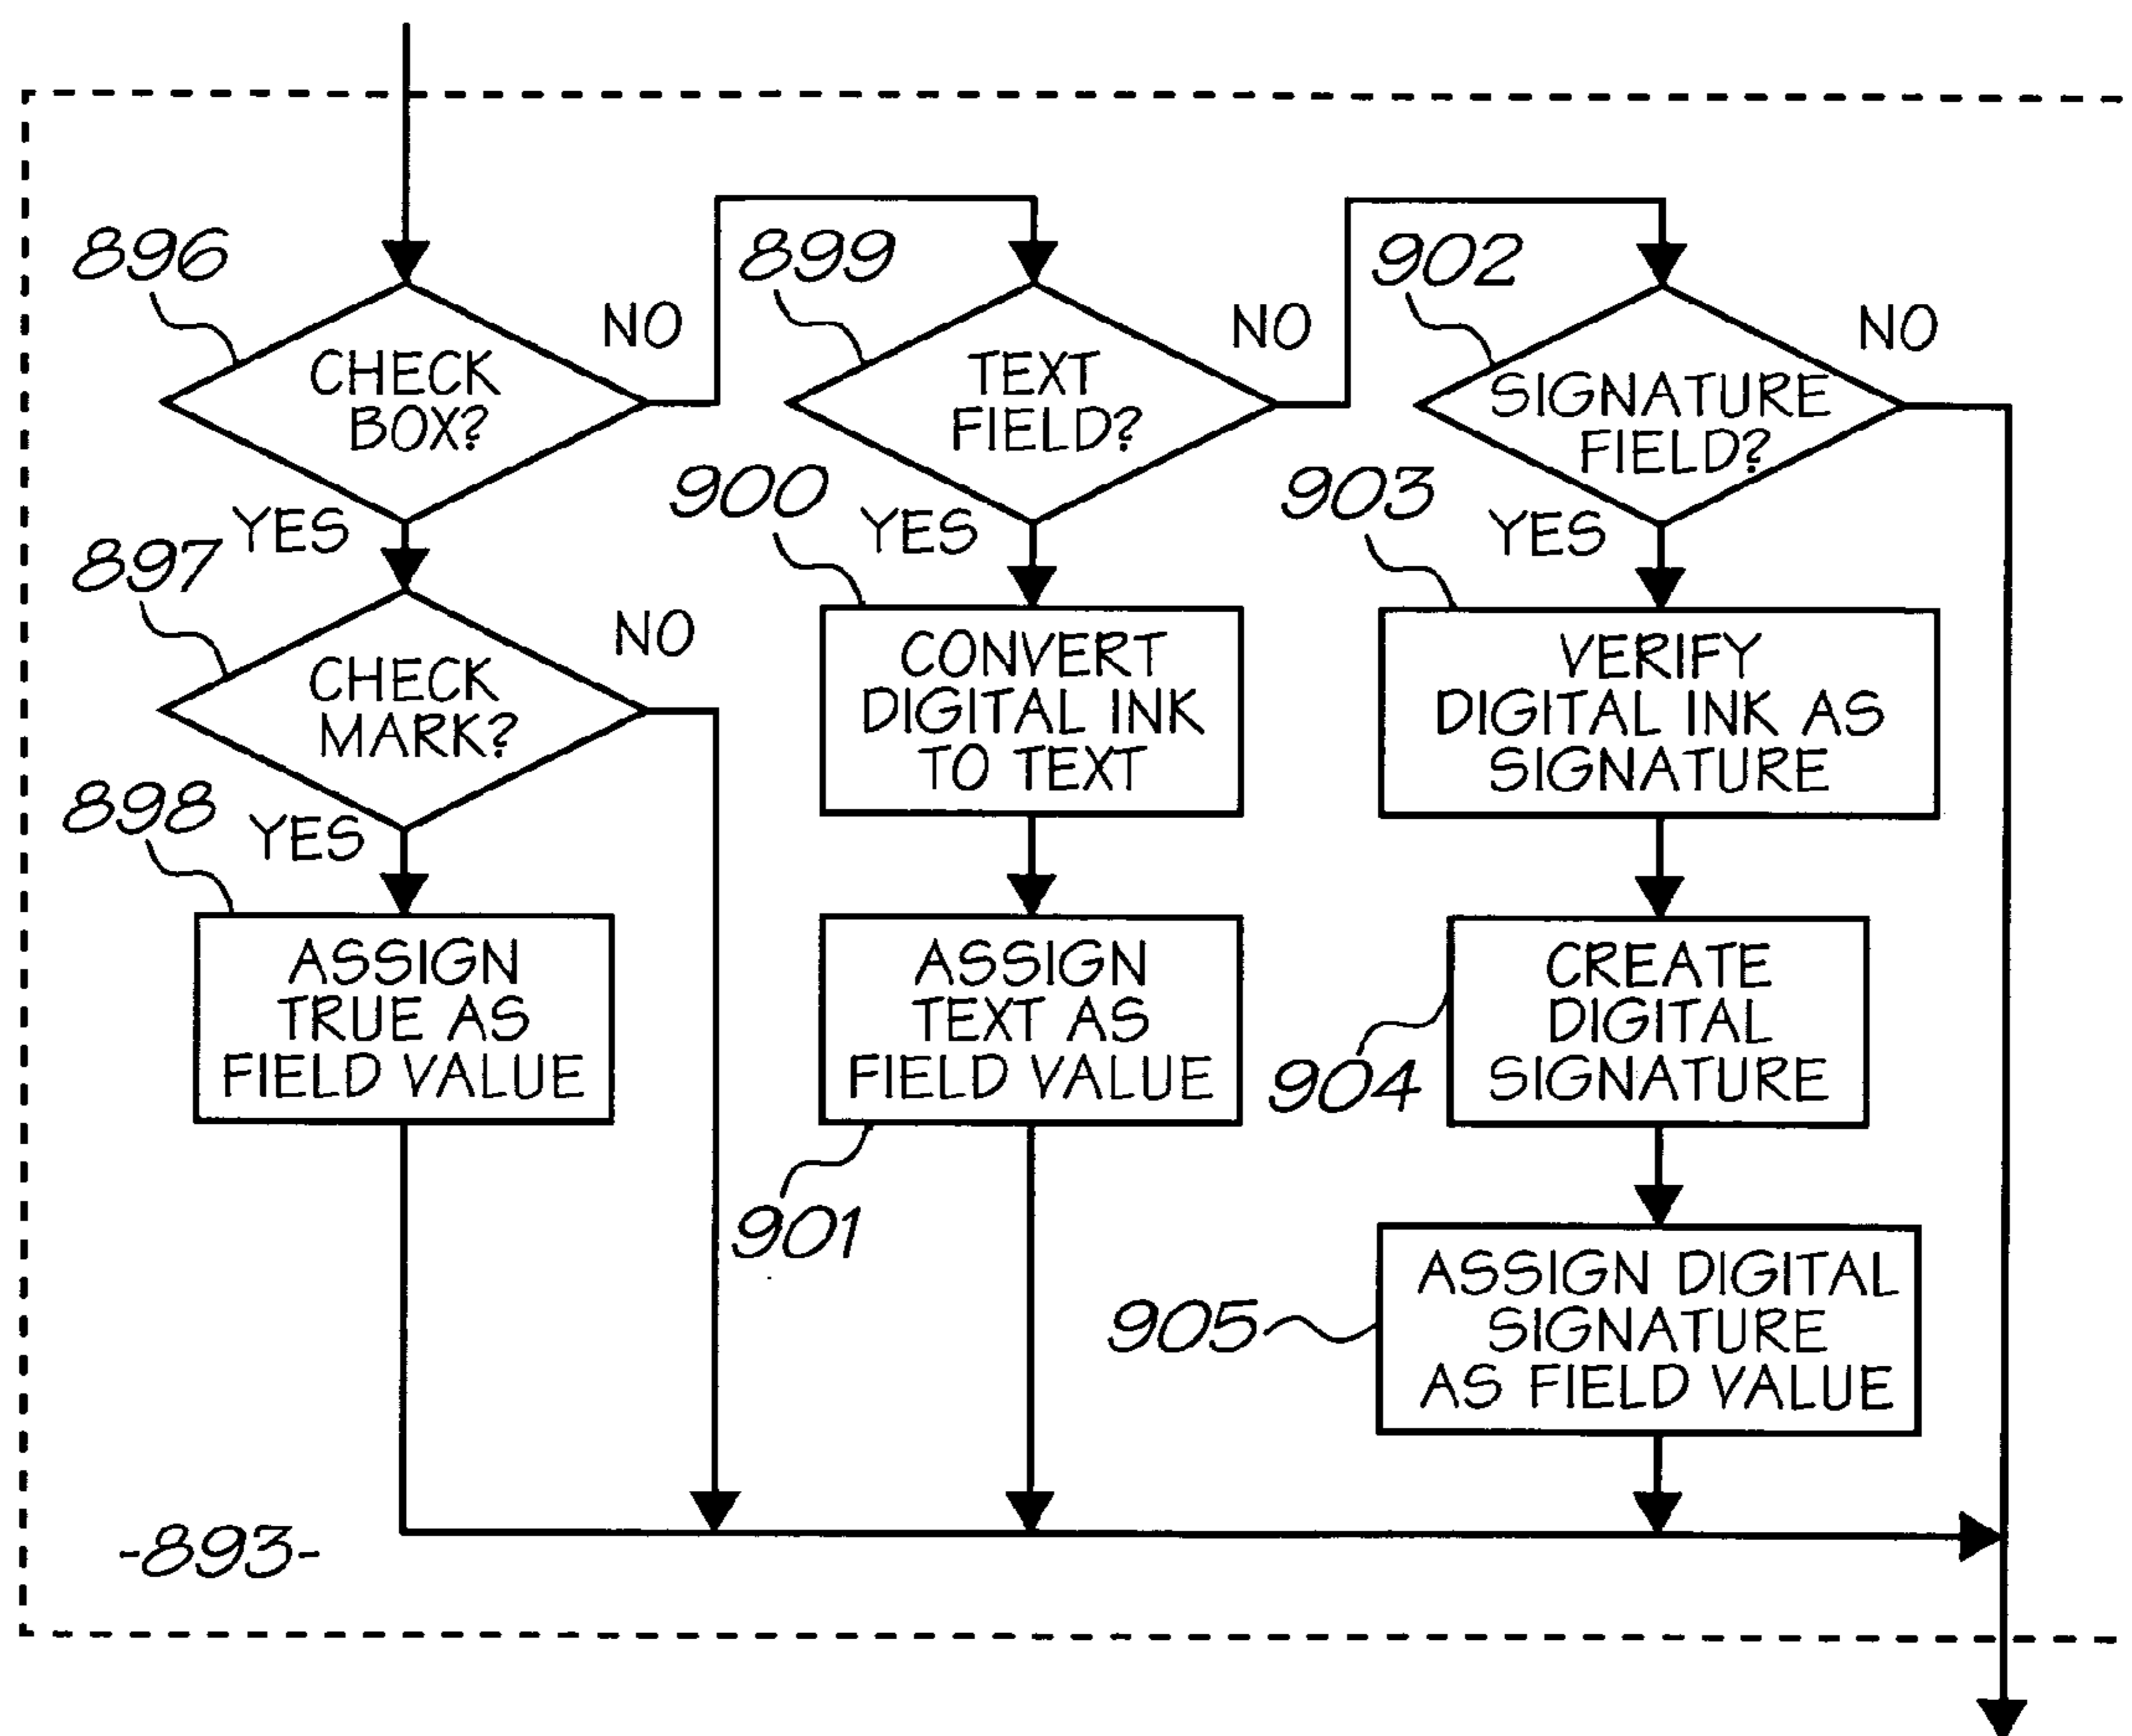 896
CHECK
BOX?
NO
YES
897
CHECK
MARK?
NO
YES
898
ASSIGN
TRUE AS
FIELD VALUE
899
TEXT
FIELD?
NO
YES
900
CONVERT
DIGITAL INK
TO TEXT
ASSIGN
TEXT AS
FIELD VALUE
901
902
SIGNATURE
FIELD?
NO
YES
903
VERIFY
DIGITAL INK AS
SIGNATURE
CREATE
DIGITAL
SIGNATURE
904
ASSIGN DIGITAL
SIGNATURE
AS FIELD VALUE
905
-893-